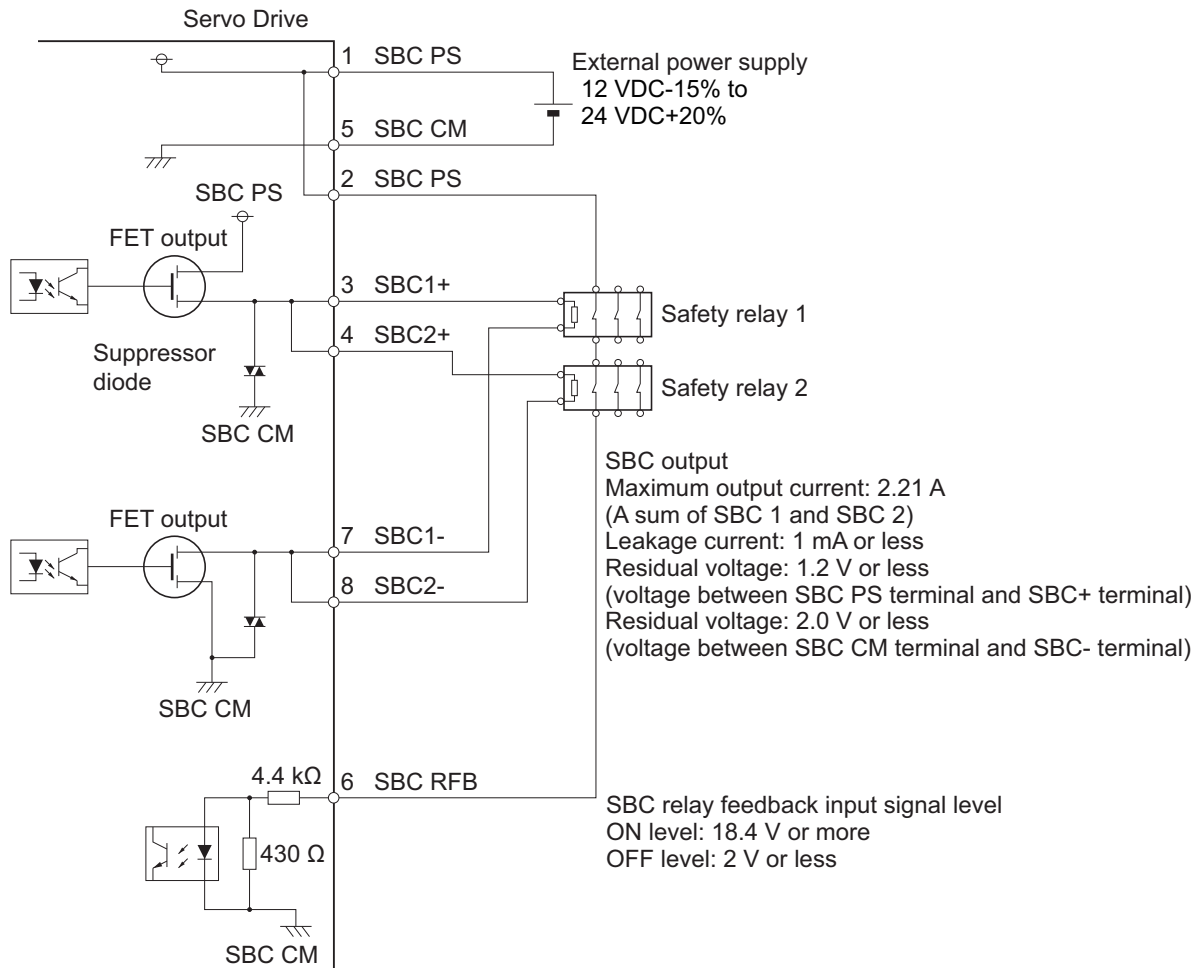 Servo Drive
1 SBC PS
External power supply
12 VDC-15% to
24 VDC+20%
5 SBC CM
2 SBC PS
SBC PS
FET output
3 SBC1+
Safety relay 1
4 SBC2+
Suppressor
diode
Safety relay 2
SBC CM
SBC output
Maximum output current: 2.21 A
(A sum of SBC 1 and SBC 2)
Leakage current: 1 mA or less
Residual voltage: 1.2 V or less
(voltage between SBC PS terminal and SBC+ terminal)
Residual voltage: 2.0 V or less
(voltage between SBC CM terminal and SBC- terminal)
FET output
7 SBC1-
8 SBC2-
SBC CM
4.4 kΩ
6 SBC RFB
430 Ω
SBC CM
SBC relay feedback input signal level
ON level: 18.4 V or more
OFF level: 2 V or less